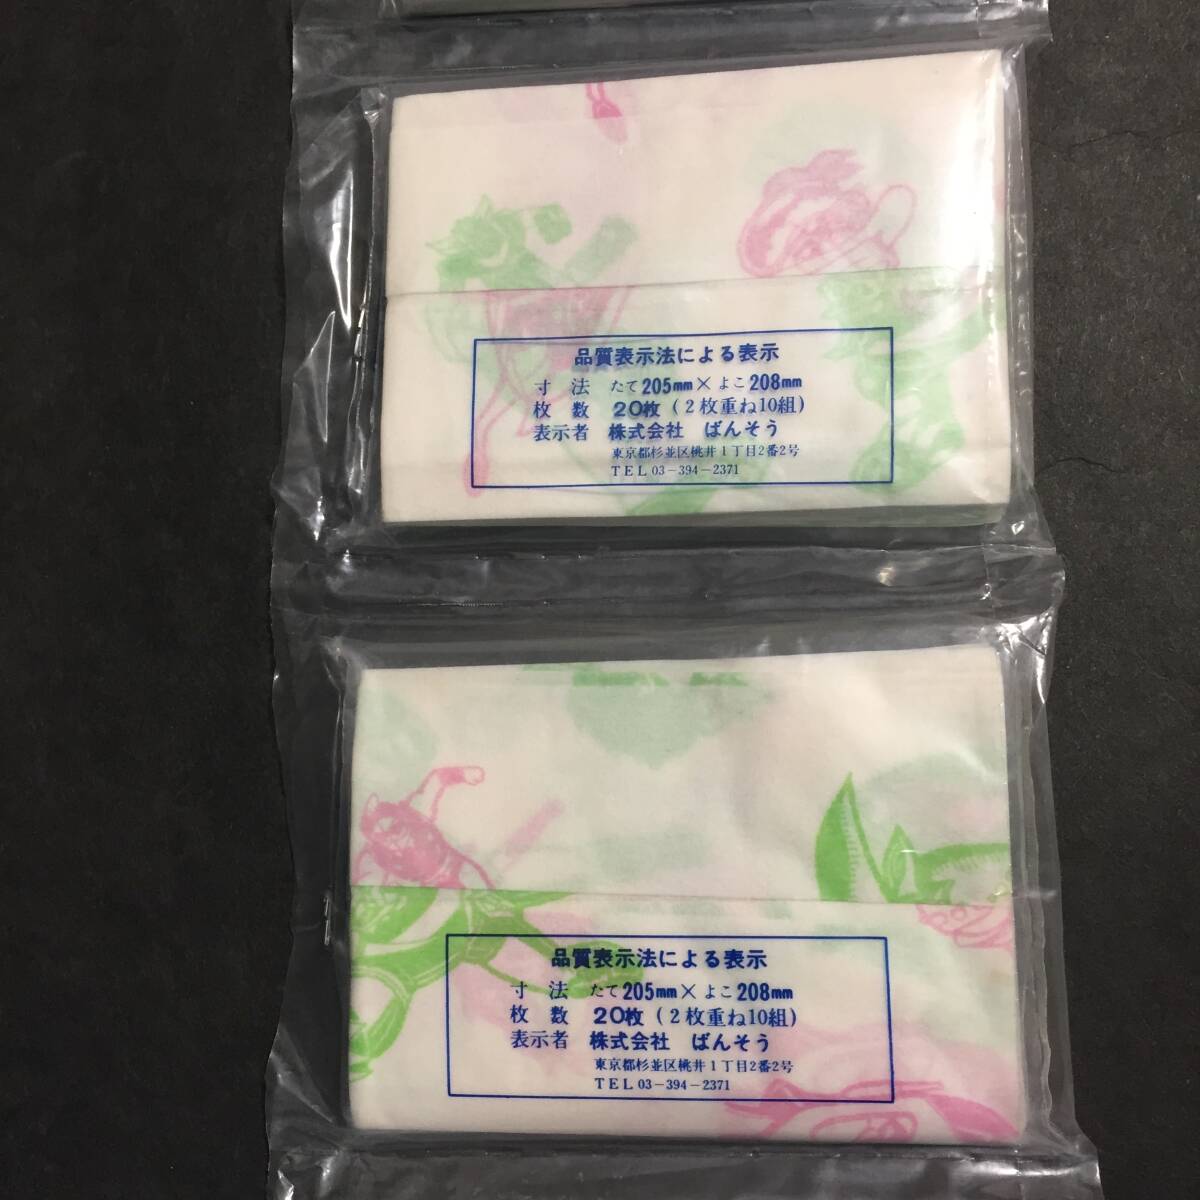 品質表示法による表示
寸法 たて205mm×よこ208mm
枚数 20枚(2枚重ね10組)
表示者 株式会社 ばんそう
東京都杉並区桃井1丁目2番2号
TEL 03-394-2371
品質表示法による表示
寸法 たて205mm×よこ208mm
枚数 20枚(2枚重ね10組)
表示者 株式会社 ばんそう
東京都杉並区桃井1丁目2番2号
TEL 03-394-2371